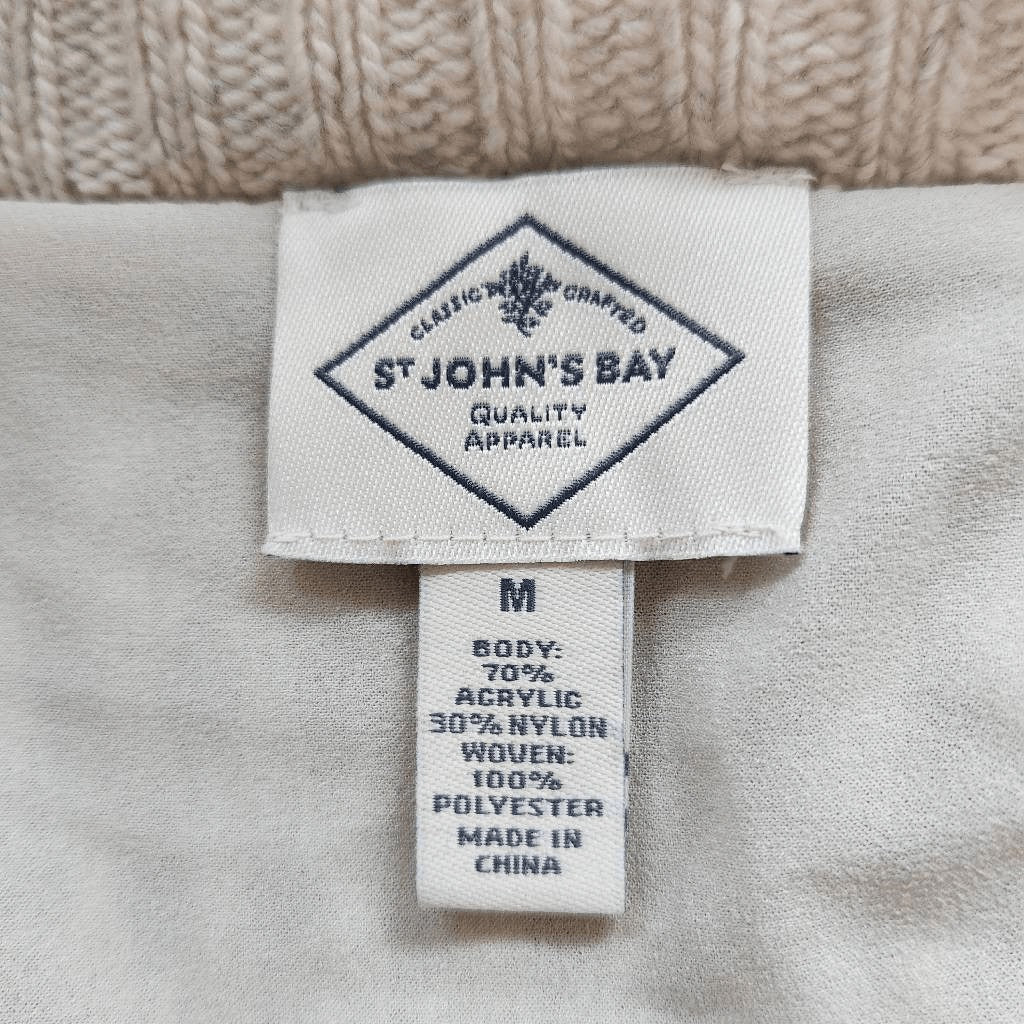 CLASSIC CRAFTED
ST JOHN'S BAY
QUALITY
APPAREL
M
BODY:
70%
ACRYLIC
30% NYLON
WOVEN:
100%
POLYESTER
MADE IN
CHINA